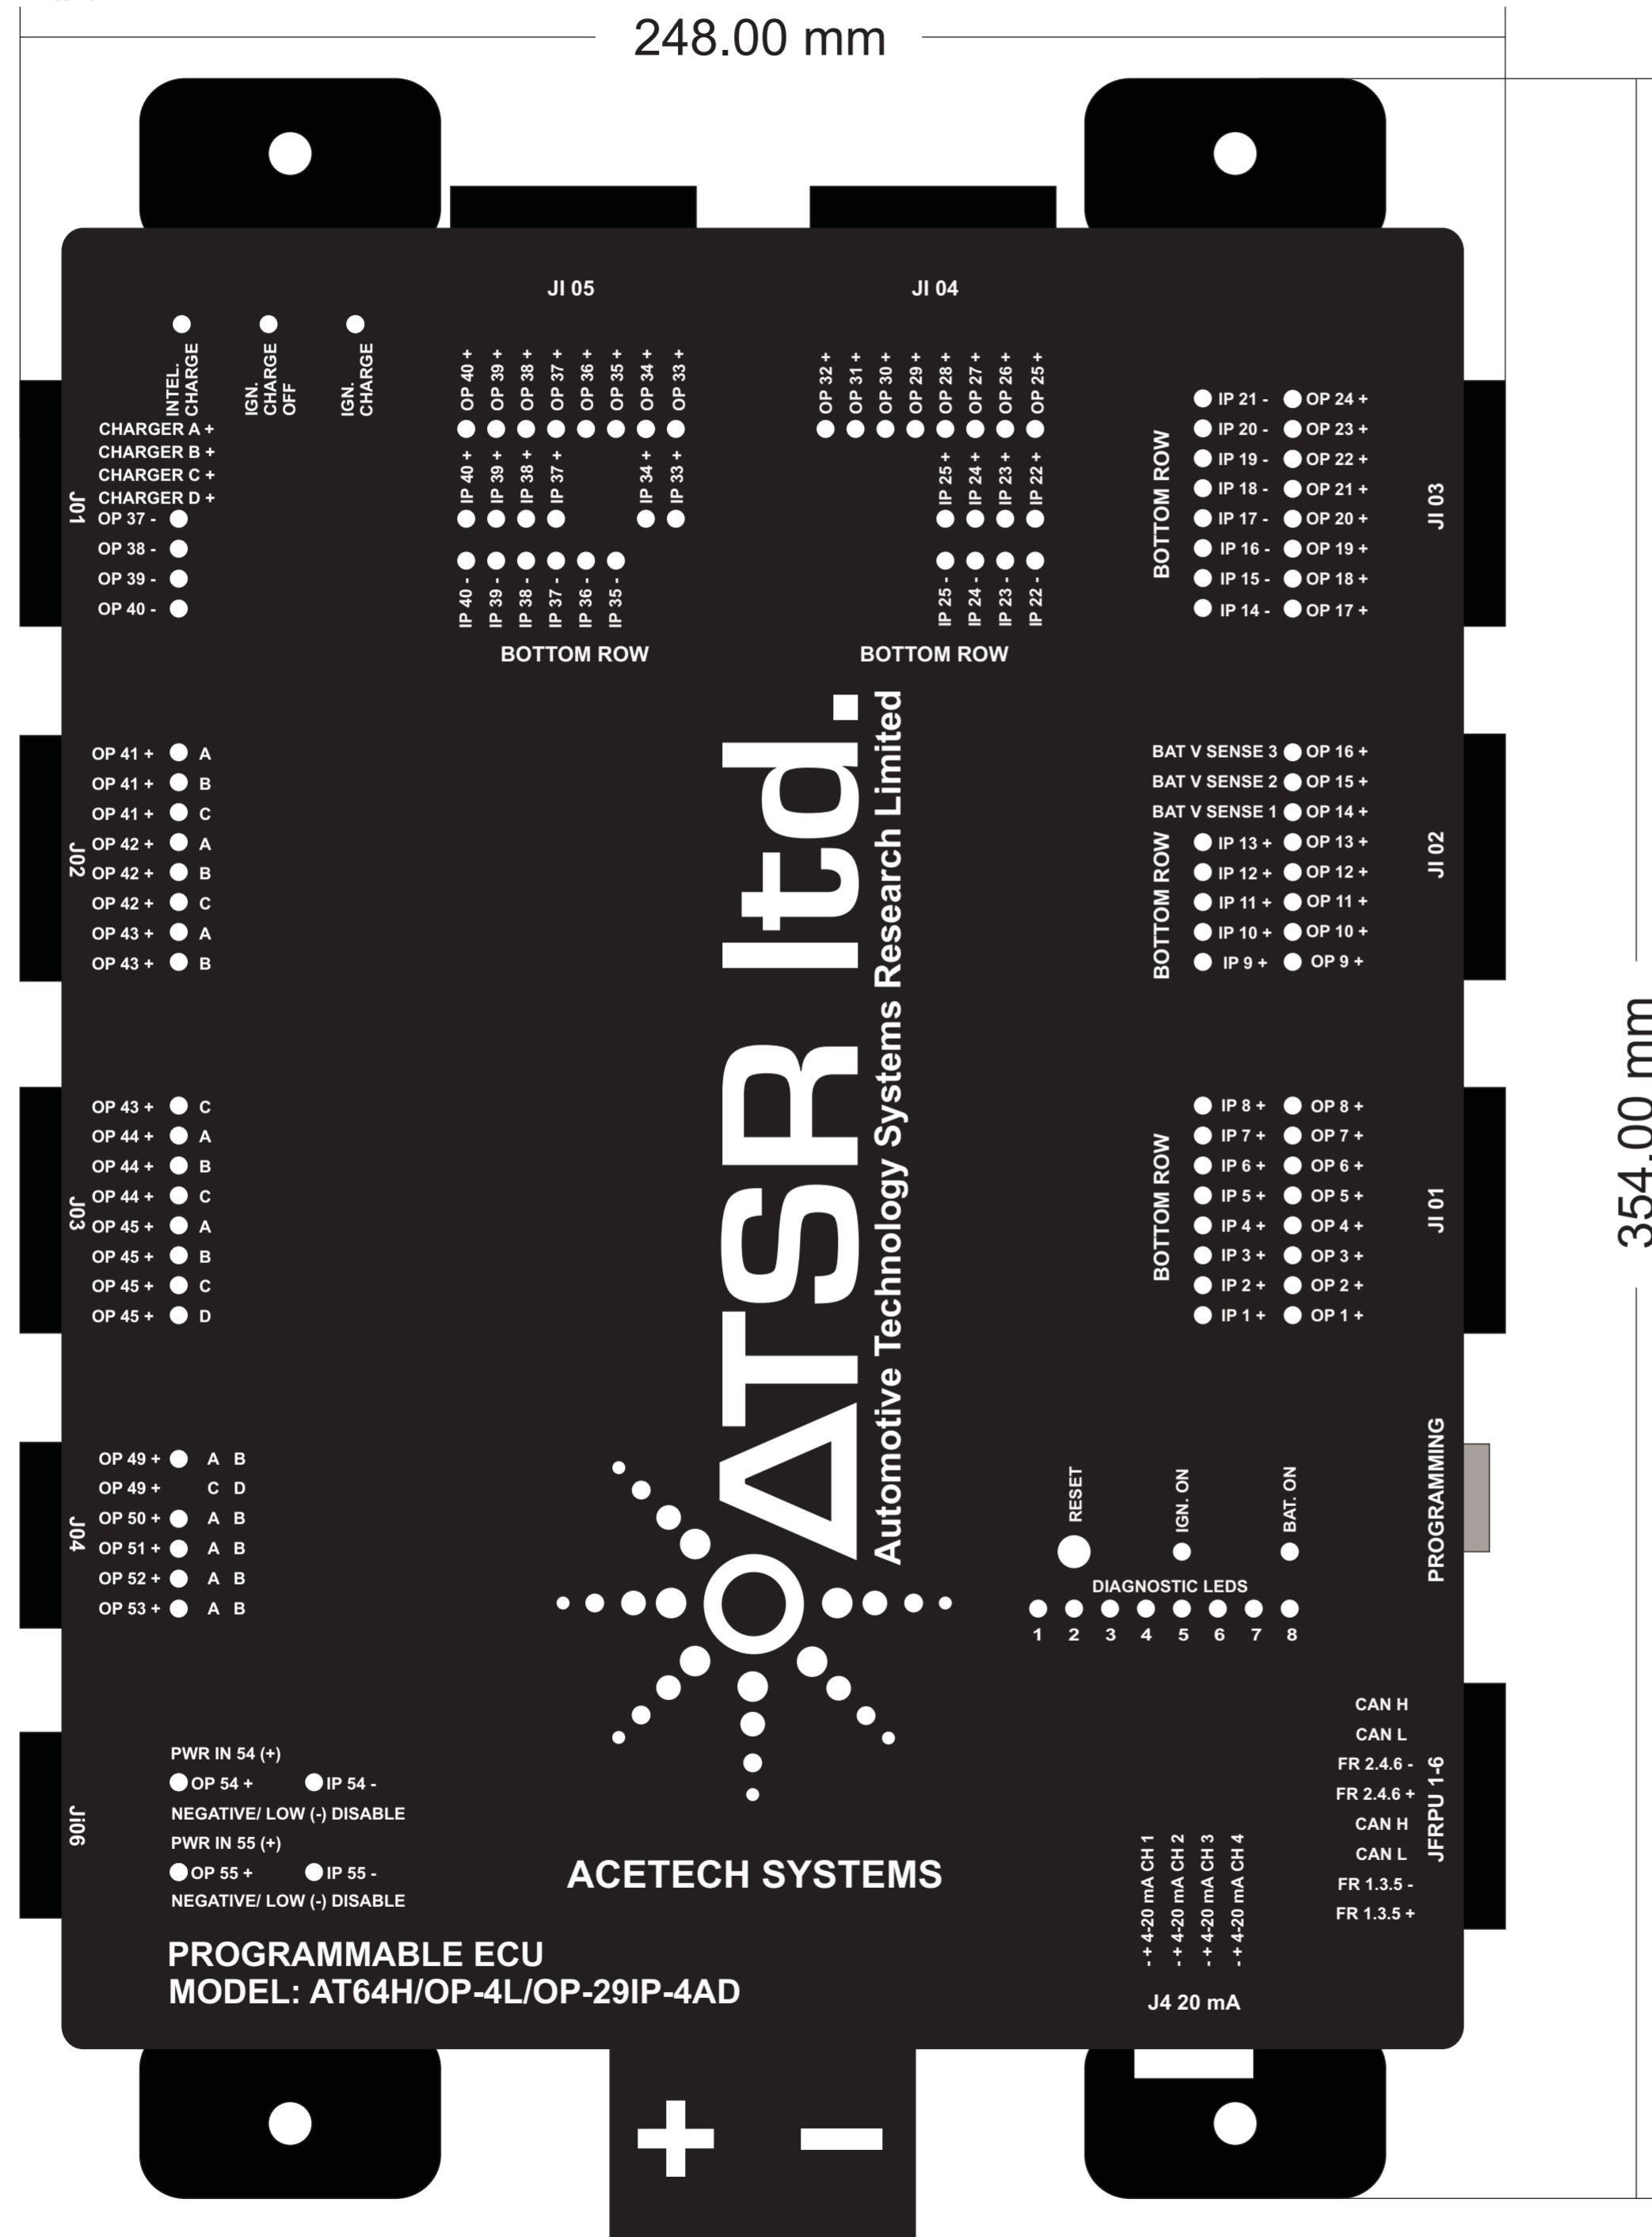 248.00 mm
354.00 mm
JI 05
JI 04
INTEL.
CHARGE
IGN.
CHARGE
OFF
IGN.
CHARGE
CHARGER A +
CHARGER B +
CHARGER C +
CHARGER D +
OP 37 -
OP 38 -
OP 39 -
OP 40 -
J01
OP 40 +
OP 39 +
OP 38 +
OP 37 +
OP 36 +
OP 35 +
OP 34 +
OP 33 +
IP 40 +
IP 39 +
IP 38 +
IP 37 +
IP 34 +
IP 33 +
IP 40 -
IP 39 -
IP 38 -
IP 37 -
IP 36 -
IP 35 -
BOTTOM ROW
OP 32 +
OP 31 +
OP 30 +
OP 29 +
OP 28 +
OP 27 +
OP 26 +
OP 25 +
IP 25 +
IP 24 +
IP 23 +
IP 22 +
IP 25 -
IP 24 -
IP 23 -
IP 22 -
BOTTOM ROW
BOTTOM ROW
IP 21 - OP 24 +
IP 20 - OP 23 +
IP 19 - OP 22 +
IP 18 - OP 21 +
IP 17 - OP 20 +
IP 16 - OP 19 +
IP 15 - OP 18 +
IP 14 - OP 17 +
JI 03
OP 41 + A
OP 41 + B
OP 41 + C
OP 42 + A
OP 42 + B
OP 42 + C
OP 43 + A
OP 43 + B
J02
BAT V SENSE 3 OP 16 +
BAT V SENSE 2 OP 15 +
BAT V SENSE 1 OP 14 +
IP 13 + OP 13 +
IP 12 + OP 12 +
IP 11 + OP 11 +
IP 10 + OP 10 +
IP 9 + OP 9 +
BOTTOM ROW
JI 02
ATSR ltd.
Automotive Technology Systems Research Limited
OP 43 + C
OP 44 + A
OP 44 + B
OP 44 + C
OP 45 + A
OP 45 + B
OP 45 + C
OP 45 + D
J03
BOTTOM ROW
IP 8 + OP 8 +
IP 7 + OP 7 +
IP 6 + OP 6 +
IP 5 + OP 5 +
IP 4 + OP 4 +
IP 3 + OP 3 +
IP 2 + OP 2 +
IP 1 + OP 1 +
JI 01
OP 49 + A B
OP 49 + C D
OP 50 + A B
OP 51 + A B
OP 52 + A B
OP 53 + A B
J04
RESET
IGN. ON
BAT. ON
PROGRAMMING
DIAGNOSTIC LEDS
1 2 3 4 5 6 7 8
PWR IN 54 (+)
OP 54 + IP 54 -
NEGATIVE/ LOW (-) DISABLE
PWR IN 55 (+)
OP 55 + IP 55 -
NEGATIVE/ LOW (-) DISABLE
Ji06
CAN H
CAN L
FR 2.4.6 -
FR 2.4.6 +
CAN H
CAN L
FR 1.3.5 -
FR 1.3.5 +
JFRPU 1-6
ACETECH SYSTEMS
- + 4-20 mA CH 1
- + 4-20 mA CH 2
- + 4-20 mA CH 3
- + 4-20 mA CH 4
J4 20 mA
PROGRAMMABLE ECU
MODEL: AT64H/OP-4L/OP-29IP-4AD
+ −